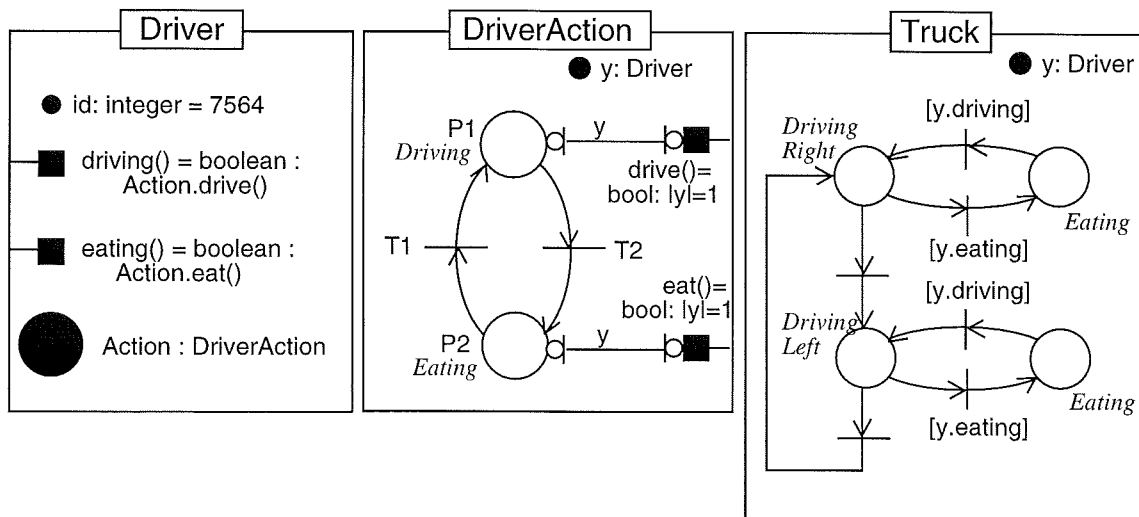 Driver
id: integer = 7564
driving() = boolean :
Action.drive()
eating() = boolean :
Action.eat()
Action : DriverAction
DriverAction
y: Driver
P1
Driving
y
drive()=
bool: |y|=1
T1
T2
eat()=
bool: |y|=1
P2
Eating
y
Truck
y: Driver
[y.driving]
Driving
Right
Eating
[y.eating]
[y.driving]
Driving
Left
Eating
[y.eating]